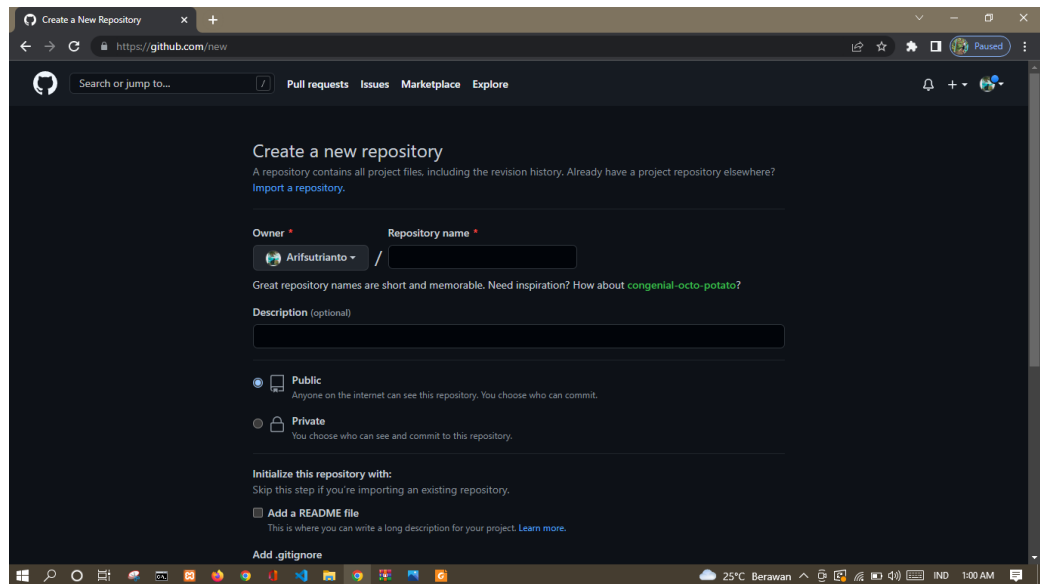 Create a New Repository
https://github.com/new
Paused
Search or jump to...
/
Pull requests Issues Marketplace Explore
Create a new repository
A repository contains all project files, including the revision history. Already have a project repository elsewhere?
Import a repository.
Owner * Repository name *
Arifsutrianto /
Great repository names are short and memorable. Need inspiration? How about congenial-octo-potato?
Description (optional)
Public
Anyone on the internet can see this repository. You choose who can commit.
Private
You choose who can see and commit to this repository.
Initialize this repository with:
Skip this step if you're importing an existing repository.
Add a README file
This is where you can write a long description for your project. Learn more.
Add .gitignore
25°C Berawan IND 1:00 AM